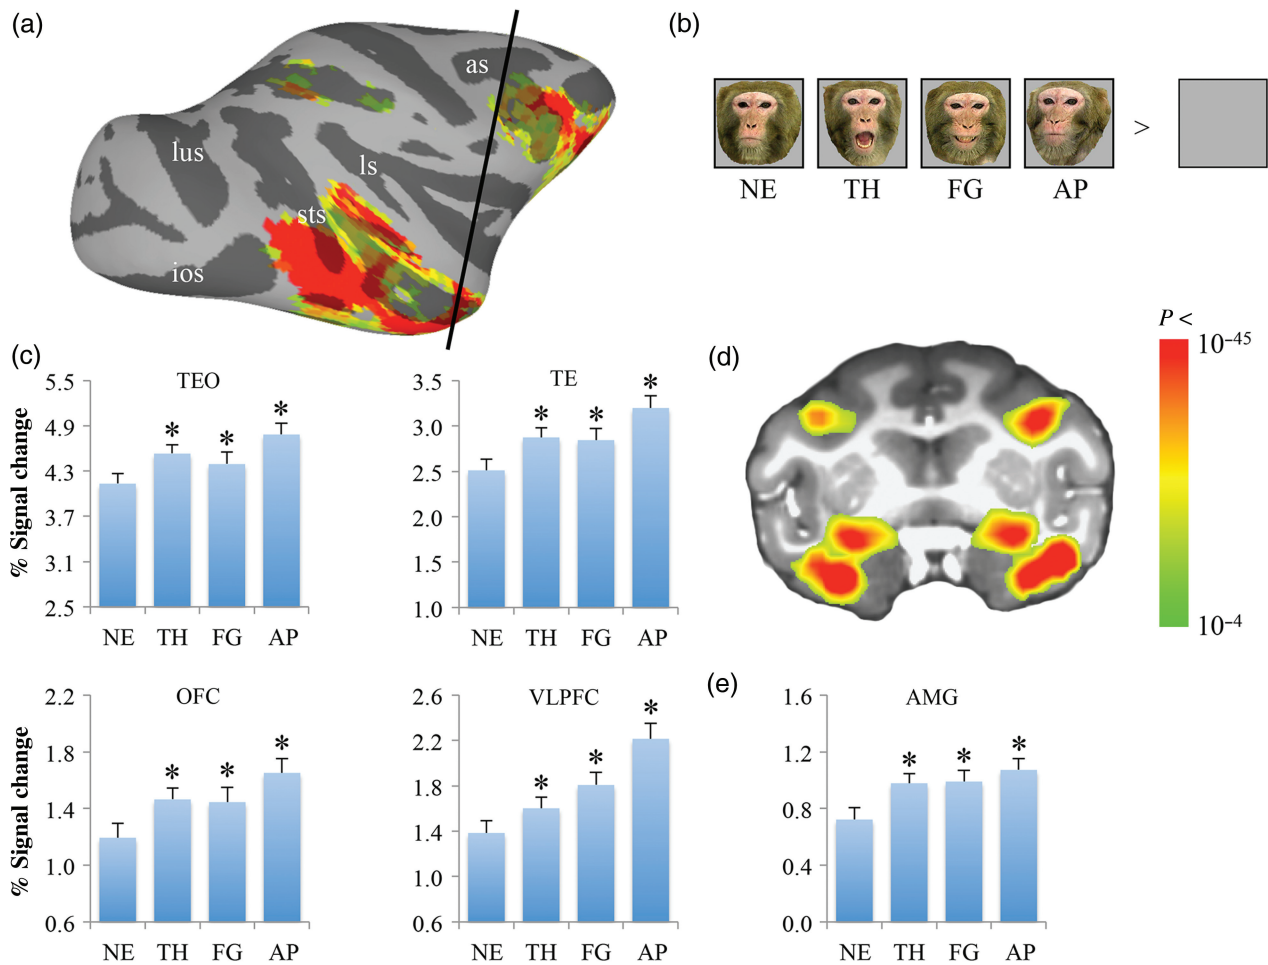 (a)
as
lus
ls
sts
ios
(b)
NE TH FG AP >
(c)
TEO
% Signal change
5.5
4.9
4.3
3.7
3.1
2.5
* * *
NE TH FG AP
TE
3.5
3.0
2.5
2.0
1.5
1.0
* * *
NE TH FG AP
(d)
P <
10⁻⁴⁵
10⁻⁴
OFC
% Signal change
2.2
1.8
1.4
1.0
0.6
* * *
NE TH FG AP
VLPFC
2.6
2.2
1.8
1.4
1.0
0.6
* * *
NE TH FG AP
(e)
AMG
1.6
1.2
0.8
0.4
0.0
* * *
NE TH FG AP